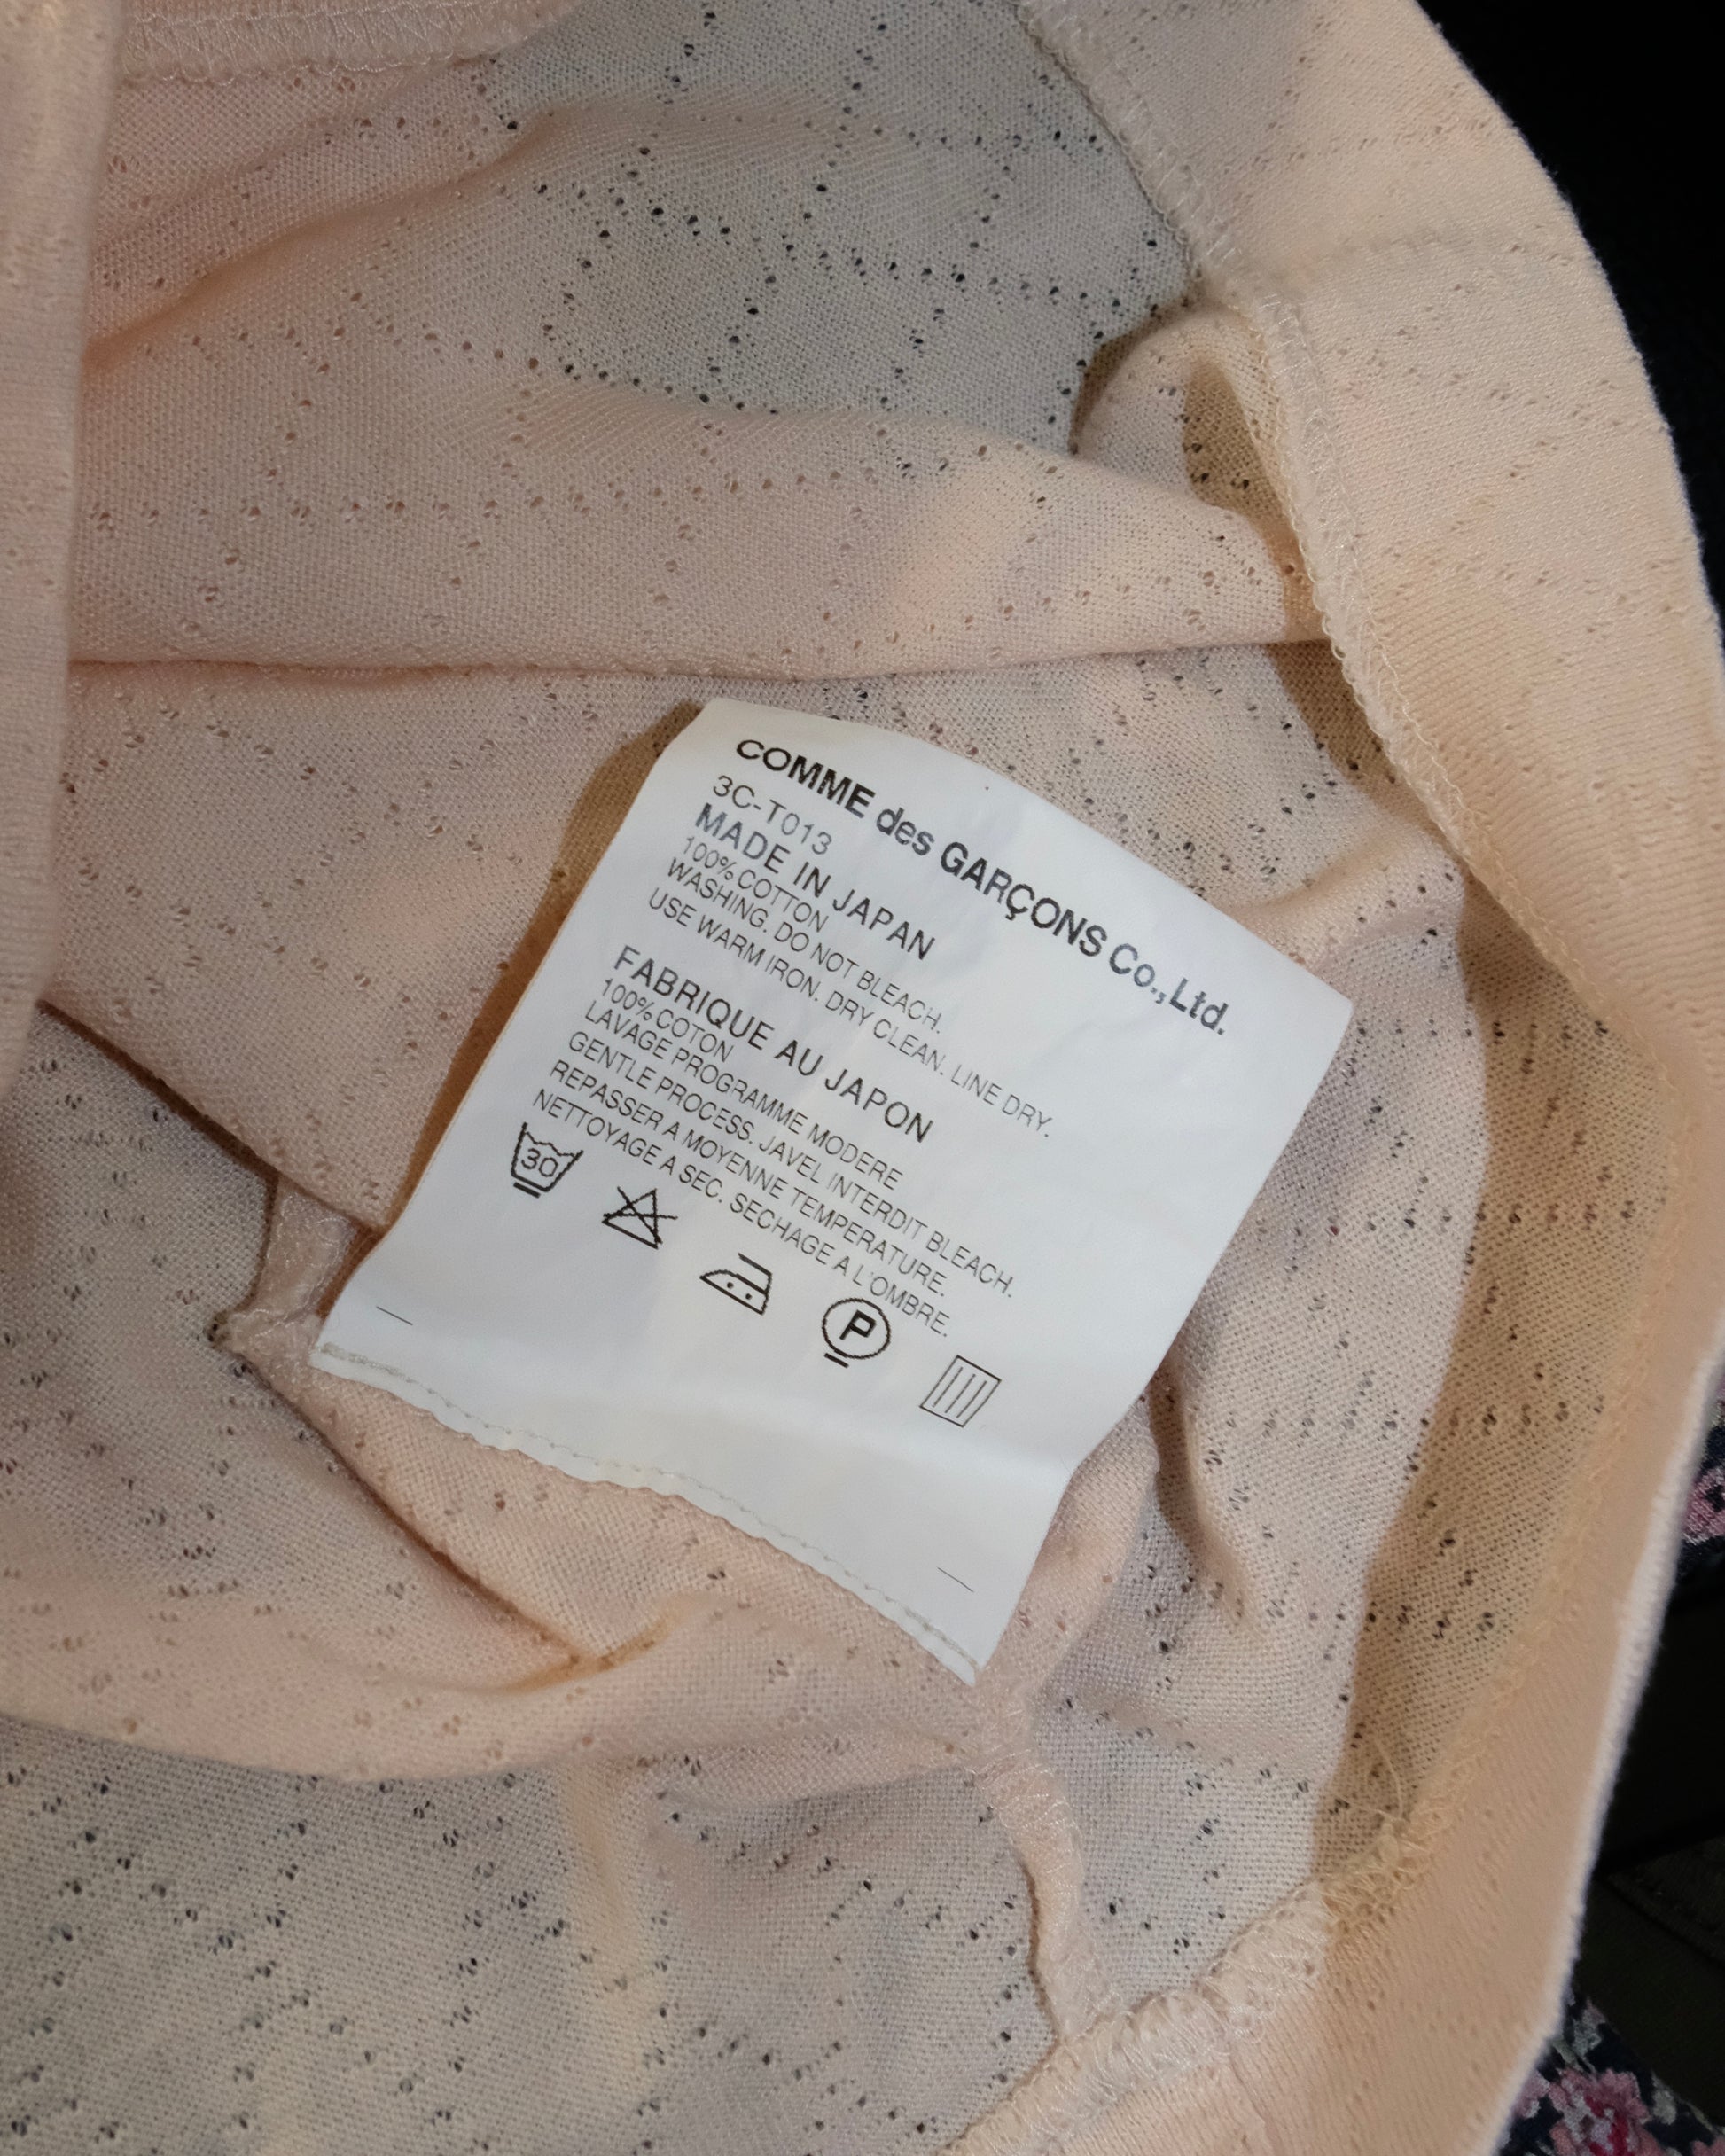 COMME des GARÇONS Co., Ltd.
3C-T013
MADE IN JAPAN
100% COTTON
WASHING. DO NOT BLEACH.
USE WARM IRON. DRY CLEAN. LINE DRY.
FABRIQUE AU JAPON
100% COTON
LAVAGE PROGRAMME MODERE
GENTLE PROCESS. JAVEL INTERDIT BLEACH.
REPASSER A MOYENNE TEMPERATURE.
NETTOYAGE A SEC. SECHAGE A L'OMBRE.
30
P